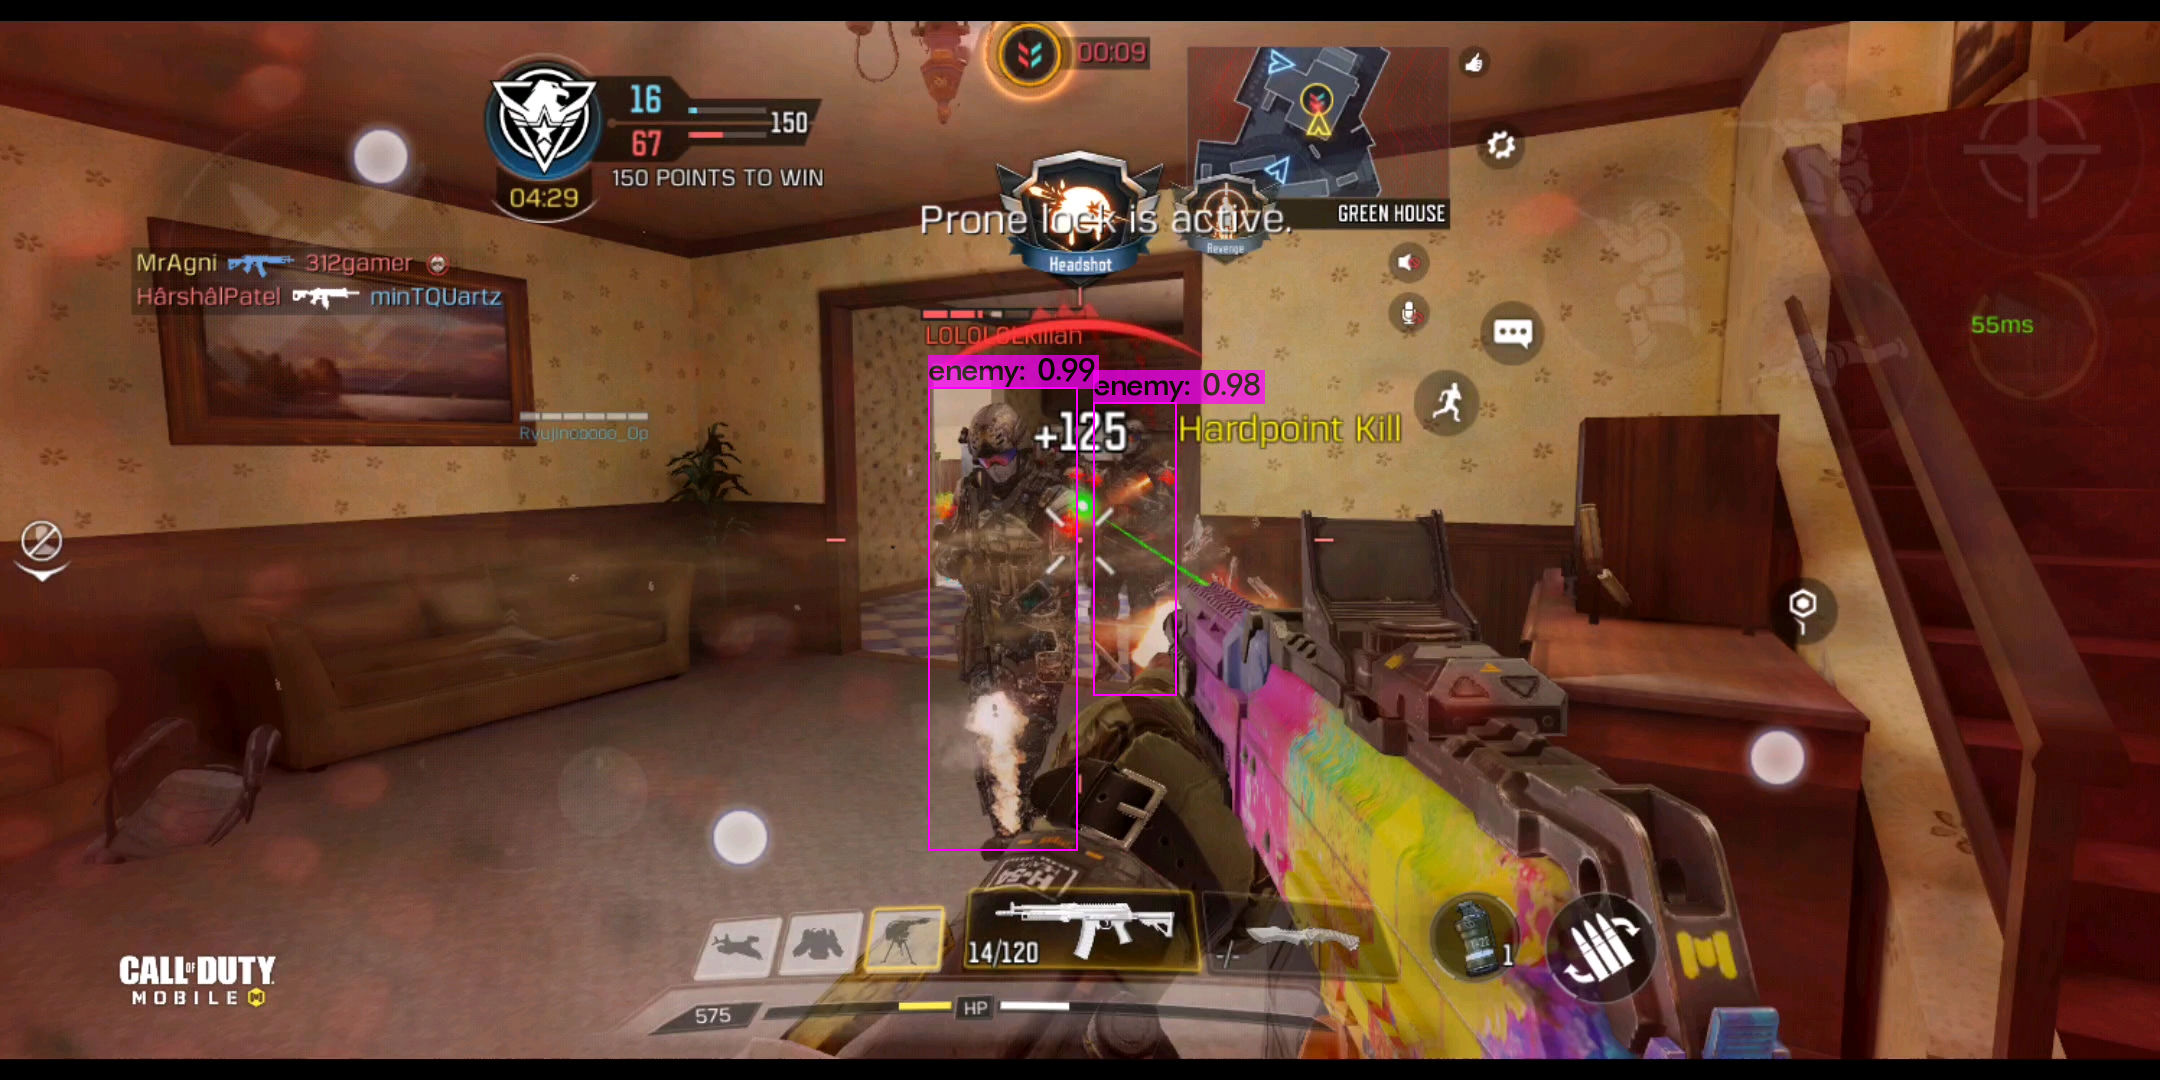 00:09
16
67
150
150 POINTS TO WIN
04:29
Prone lock is active.
Headshot
Revenge
GREEN HOUSE
MrAgni 312gamer
HârshâlPatel minTQUartz
55ms
LOLOLOLKillan
enemy: 0.99
enemy: 0.98
+125 Hardpoint Kill
14/120
-/-
1
575
HP
CALL OF DUTY
MOBILE